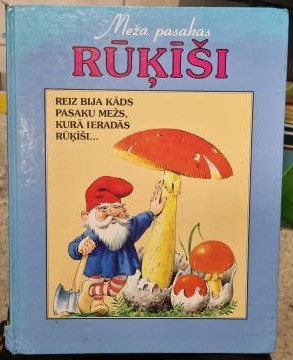 Meža pasakas
RŪĶĪŠI
REIZ BIJA KĀDS
PASAKU MEŽS,
KURĀ IERADĀS
RŪĶĪŠI...